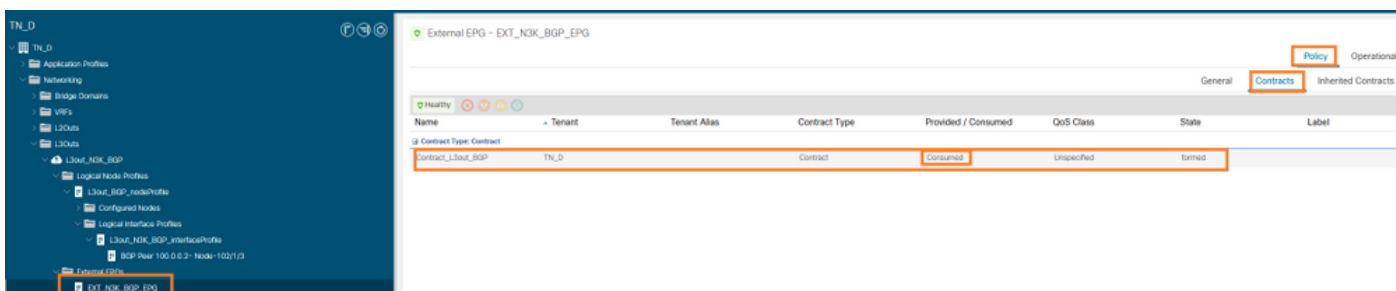 TN_D
TN_D
Application Profiles
Networking
Bridge Domains
VRFs
L2Outs
L3Outs
L3out_N3K_BGP
Logical Node Profiles
L3out_BGP_nodeProfile
Configured Nodes
Logical Interface Profiles
L3out_N3K_BGP_interfaceProfile
BGP Peer 100.0.0.2- Node-102/1/3
External EPGs
EXT_N3K_BGP_EPG
External EPG - EXT_N3K_BGP_EPG
Policy Operational
General Contracts Inherited Contracts
Healthy
Name Tenant Tenant Alias Contract Type Provided / Consumed QoS Class State Label
Contract Type: Contract
Contract_L3out_BGP TN_D Contract Consumed Unspecified formed